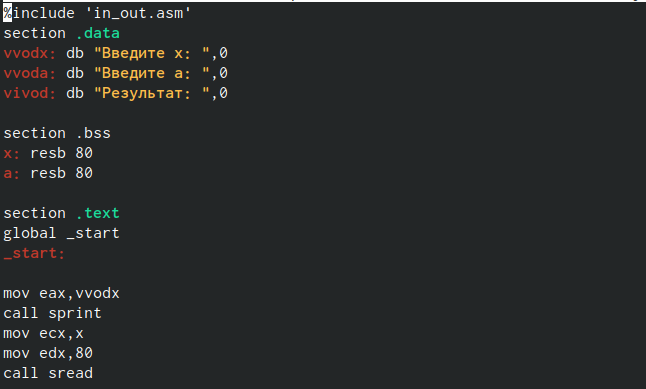 %include 'in_out.asm'
section .data
vvodx: db "Введите x: ",0
vvoda: db "Введите а: ",0
vivod: db "Результат: ",0
section .bss
x: resb 80
a: resb 80
section .text
global _start
_start:
mov eax,vvodx
call sprint
mov ecx,x
mov edx,80
call sread